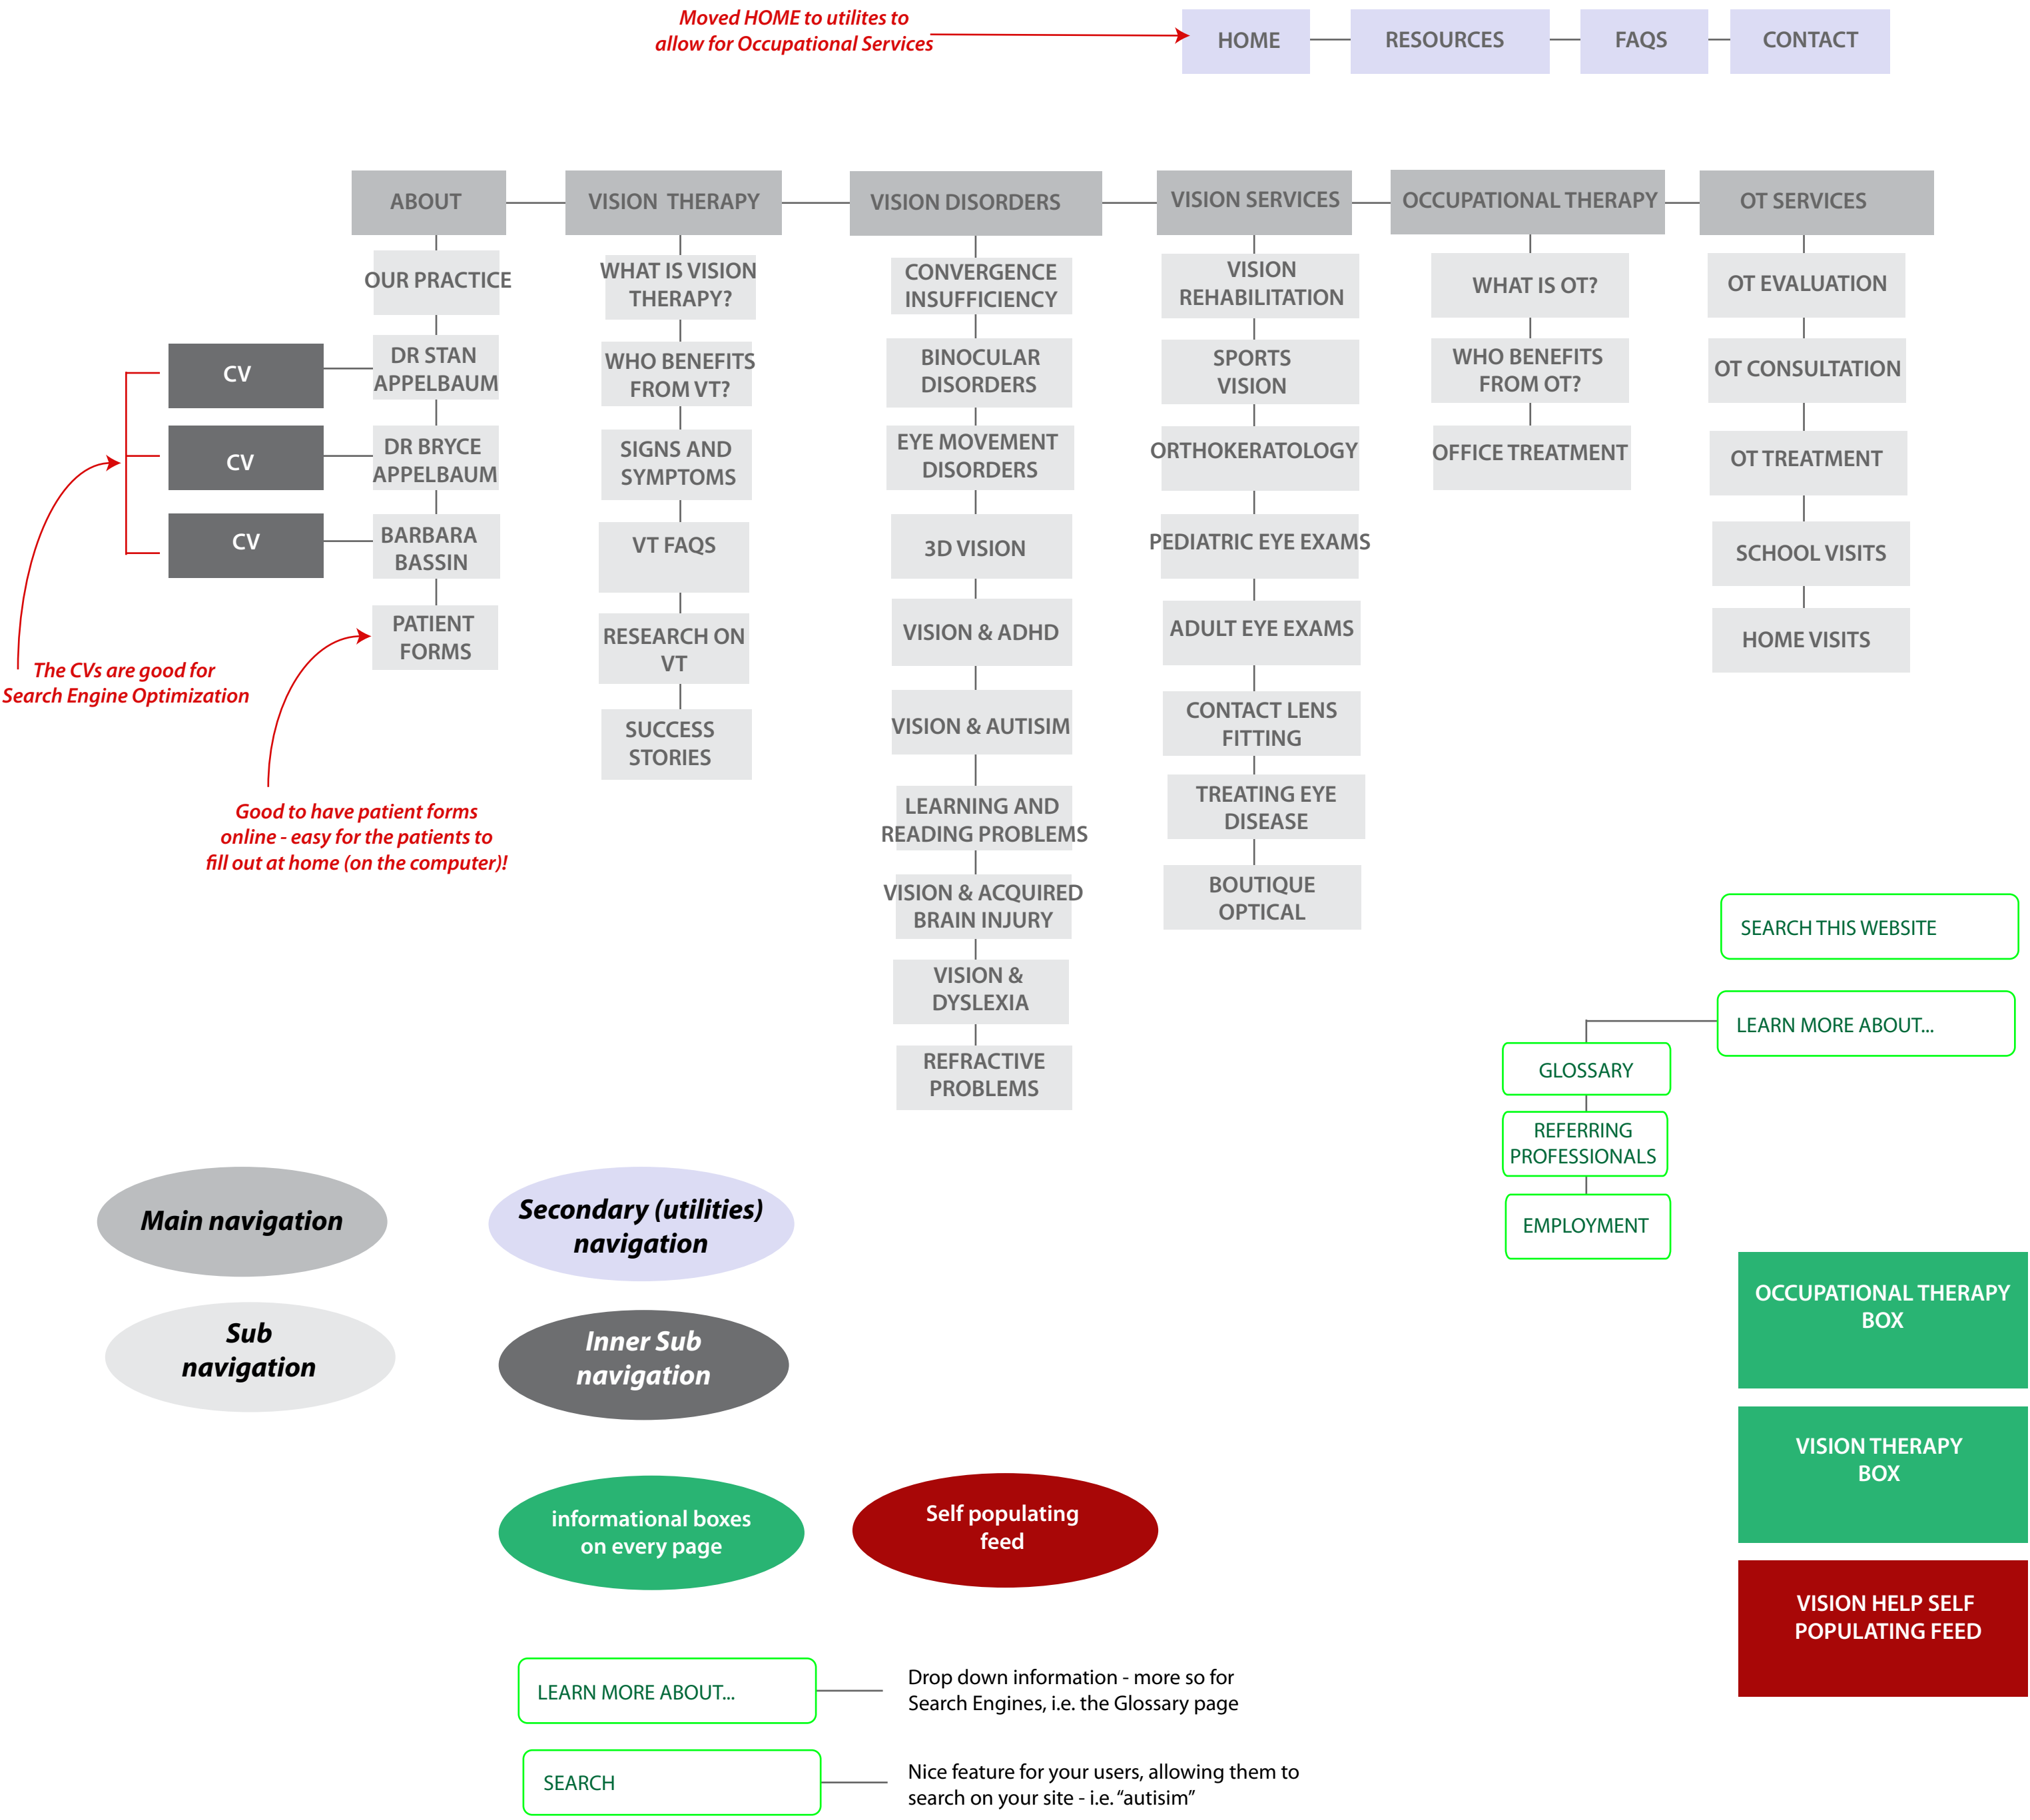 Moved HOME to utilites to
allow for Occupational Services
HOME
RESOURCES
FAQS
CONTACT
ABOUT
VISION THERAPY
VISION DISORDERS
VISION SERVICES
OCCUPATIONAL THERAPY
OT SERVICES
OUR PRACTICE
DR STAN
APPELBAUM
CV
DR BRYCE
APPELBAUM
CV
BARBARA
BASSIN
CV
PATIENT
FORMS
The CVs are good for
Search Engine Optimization
Good to have patient forms
online - easy for the patients to
fill out at home (on the computer)!
WHAT IS VISION
THERAPY?
WHO BENEFITS
FROM VT?
SIGNS AND
SYMPTOMS
VT FAQS
RESEARCH ON
VT
SUCCESS
STORIES
CONVERGENCE
INSUFFICIENCY
BINOCULAR
DISORDERS
EYE MOVEMENT
DISORDERS
3D VISION
VISION & ADHD
VISION & AUTISIM
LEARNING AND
READING PROBLEMS
VISION & ACQUIRED
BRAIN INJURY
VISION &
DYSLEXIA
REFRACTIVE
PROBLEMS
VISION
REHABILITATION
SPORTS
VISION
ORTHOKERATOLOGY
PEDIATRIC EYE EXAMS
ADULT EYE EXAMS
CONTACT LENS
FITTING
TREATING EYE
DISEASE
BOUTIQUE
OPTICAL
WHAT IS OT?
WHO BENEFITS
FROM OT?
OFFICE TREATMENT
OT EVALUATION
OT CONSULTATION
OT TREATMENT
SCHOOL VISITS
HOME VISITS
SEARCH THIS WEBSITE
LEARN MORE ABOUT...
GLOSSARY
REFERRING
PROFESSIONALS
EMPLOYMENT
Main navigation
Secondary (utilities)
navigation
Sub
navigation
Inner Sub
navigation
informational boxes
on every page
Self populating
feed
OCCUPATIONAL THERAPY
BOX
VISION THERAPY
BOX
VISION HELP SELF
POPULATING FEED
LEARN MORE ABOUT...
Drop down information - more so for
Search Engines, i.e. the Glossary page
SEARCH
Nice feature for your users, allowing them to
search on your site - i.e. “autisim”